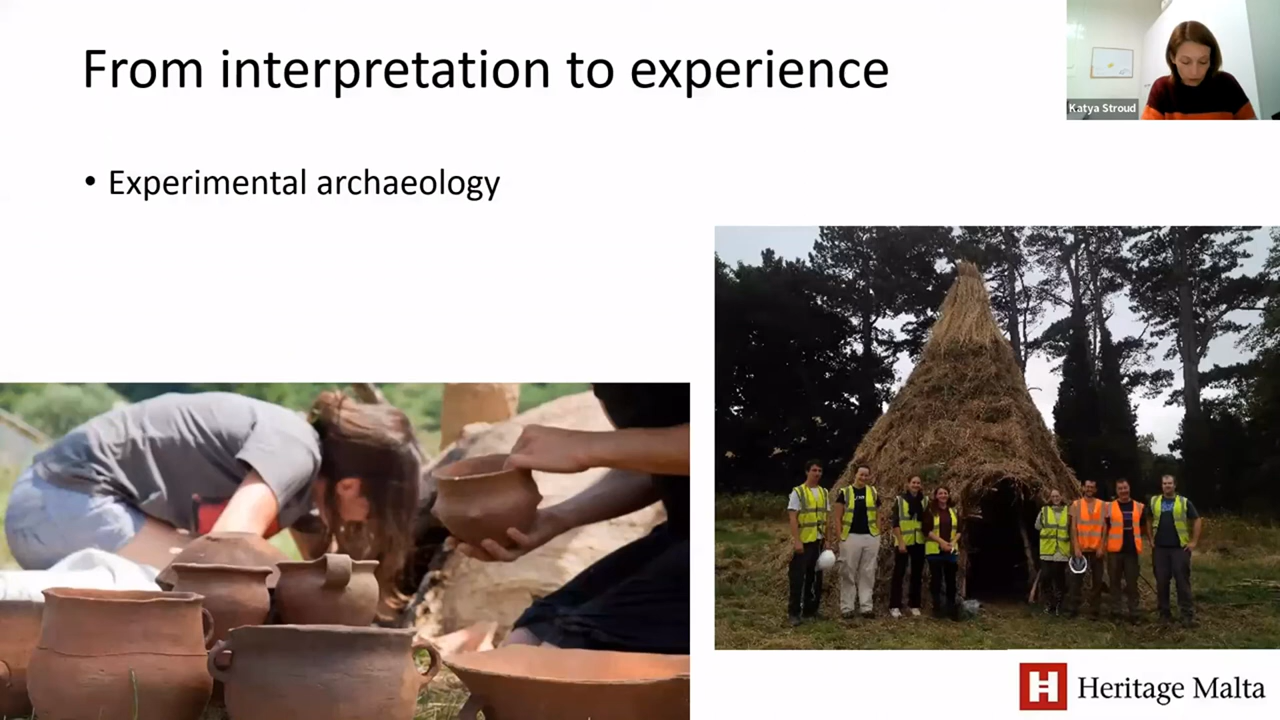 From interpretation to experience
Katya Stroud
• Experimental archaeology
Heritage Malta